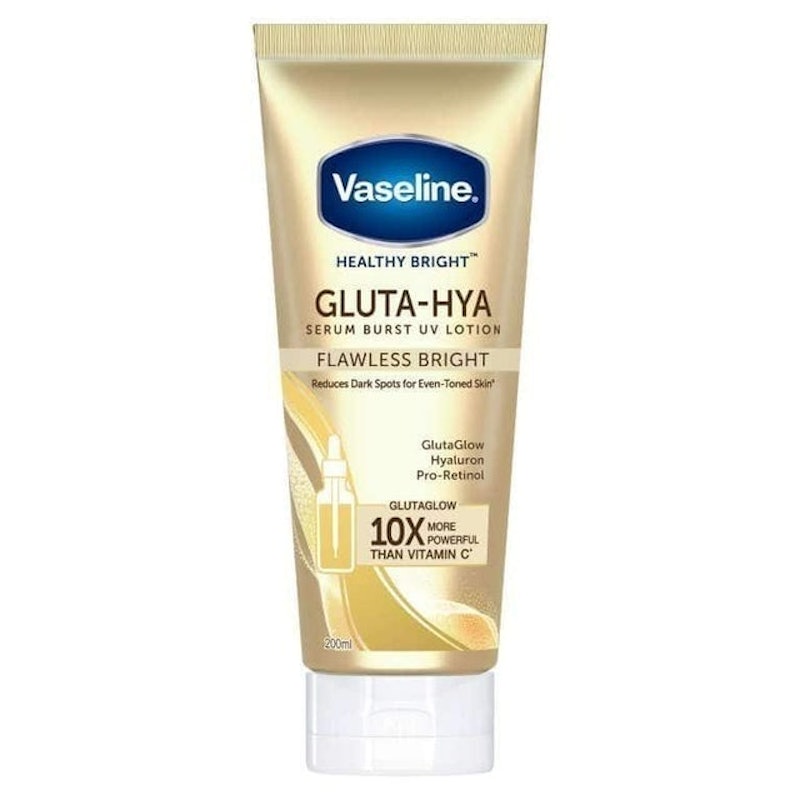 Vaseline®
HEALTHY BRIGHT™
GLUTA-HYA
SERUM BURST UV LOTION
FLAWLESS BRIGHT
Reduces Dark Spots for Even-Toned Skin*
GlutaGlow
Hyaluron
Pro-Retinol
GLUTAGLOW
10X MORE
POWERFUL
THAN VITAMIN C*
200ml